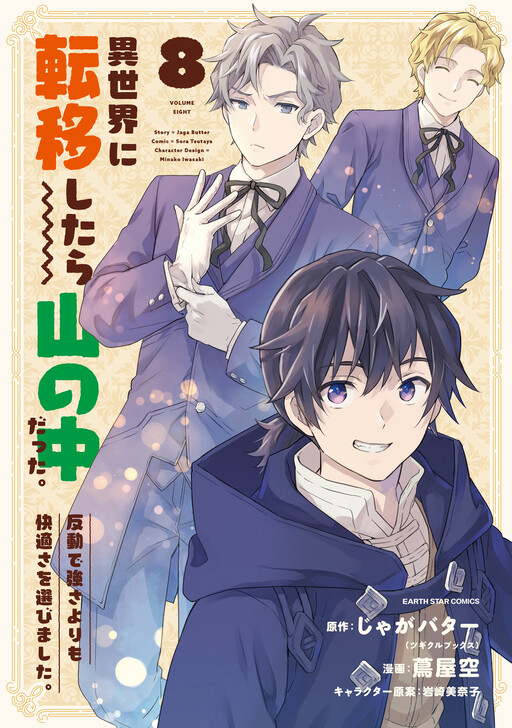 異世界に
転移したら
山の中
だった。
反動で強さよりも
快適さを選びました。
8
VOLUME
EIGHT
Story = Jaga Butter
Comic = Sora Tsutaya
Character Design =
Minako Iwasaki
EARTH STAR COMICS
原作:じゃがバター
(ツギクルブックス)
漫画:蔦屋空
キャラクター原案:岩崎美奈子